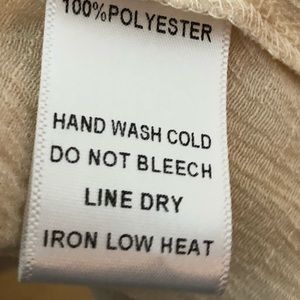 100%POLYESTER
HAND WASH COLD
DO NOT BLEECH
LINE DRY
IRON LOW HEAT